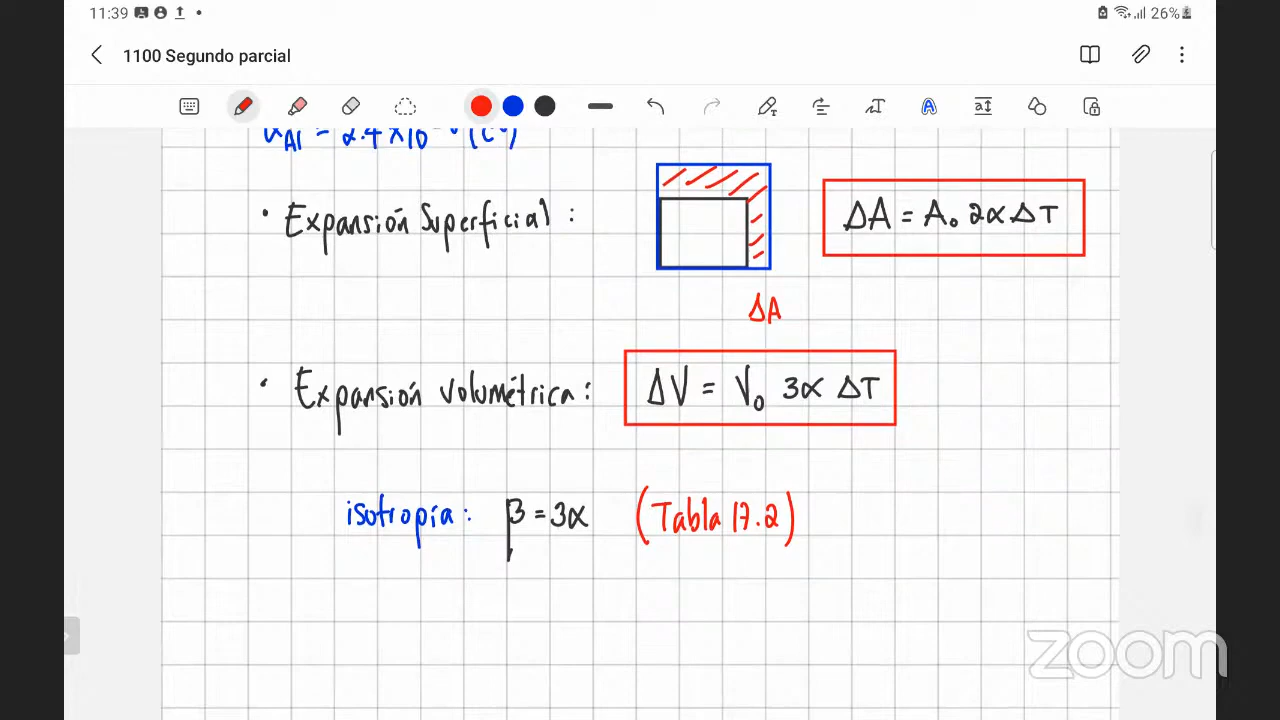 11:39
26%
1100 Segundo parcial
• Expansión Superficial:
ΔA = A₀ 2α ΔT
ΔA
• Expansión volumétrica:
ΔV = V₀ 3α ΔT
isotropía: β = 3α (Tabla 17.2)
zoom